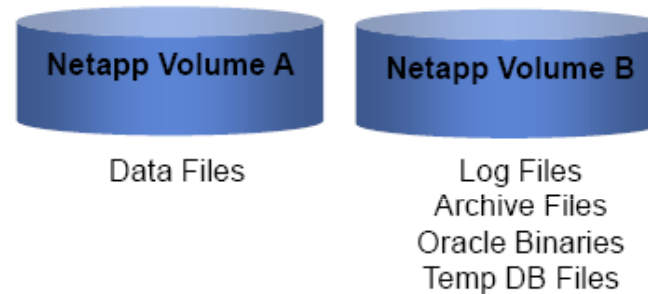 Netapp Volume A
Data Files
Netapp Volume B
Log Files
Archive Files
Oracle Binaries
Temp DB Files